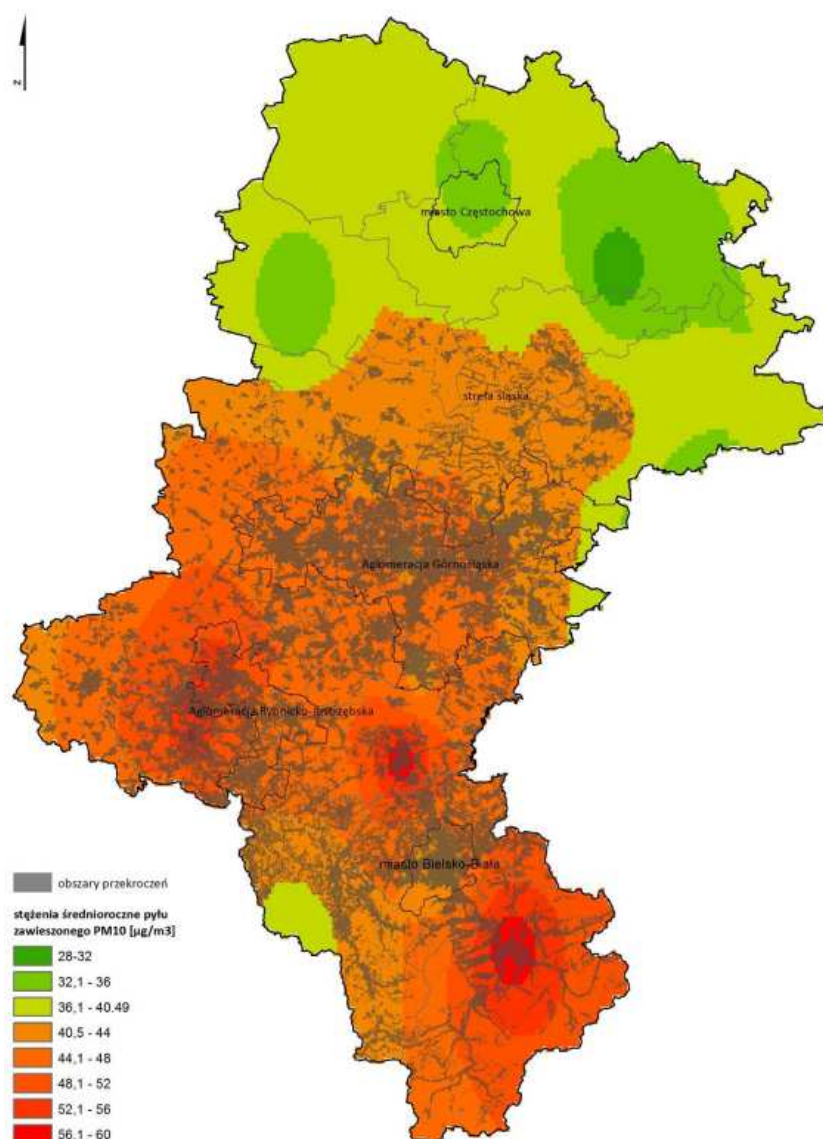 N
miasto Częstochowa
strefa śląska
Aglomeracja Górnośląska
Aglomeracja Rybnicko-Jastrzębska
miasto Bielsko-Biała
obszary przekroczeń
stężenia średnioroczne pyłu
zawieszonego PM10 [µg/m3]
28-32
32,1 - 36
36,1 - 40.49
40,5 - 44
44,1 - 48
48,1 - 52
52,1 - 56
56,1 - 60